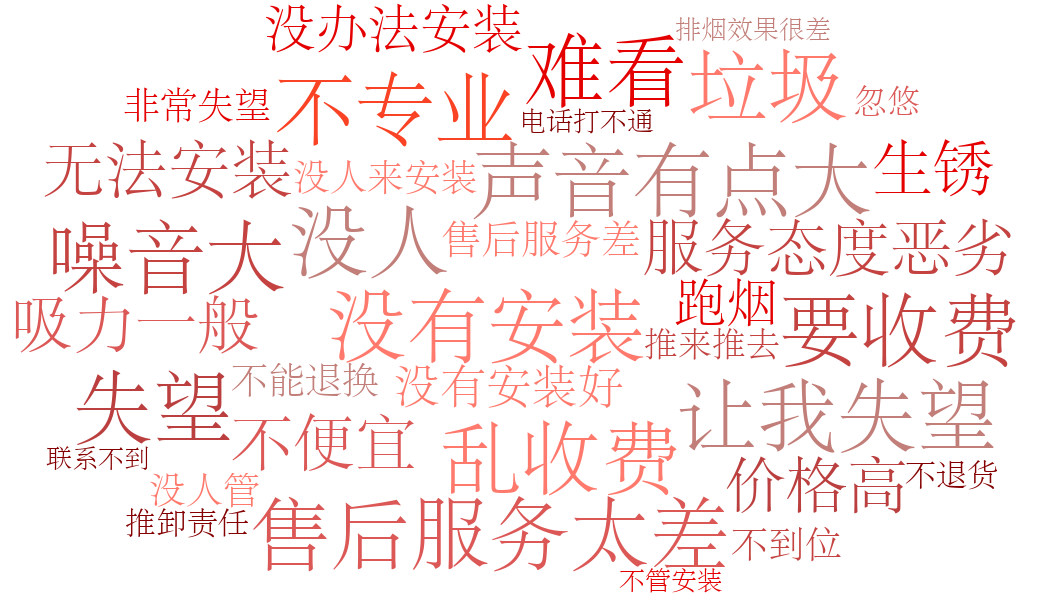 没办法安装
排烟效果很差
难看
垃圾
不专业
非常失望
忽悠
电话打不通
无法安装
没人来安装
声音有点大
生锈
噪音大
没人
售后服务差
服务态度恶劣
吸力一般
没有安装
跑烟
要收费
推来推去
失望
不能退换
没有安装好
让我失望
不便宜
乱收费
联系不到
价格高
不退货
没人管
推卸责任
售后服务太差
不到位
不管安装